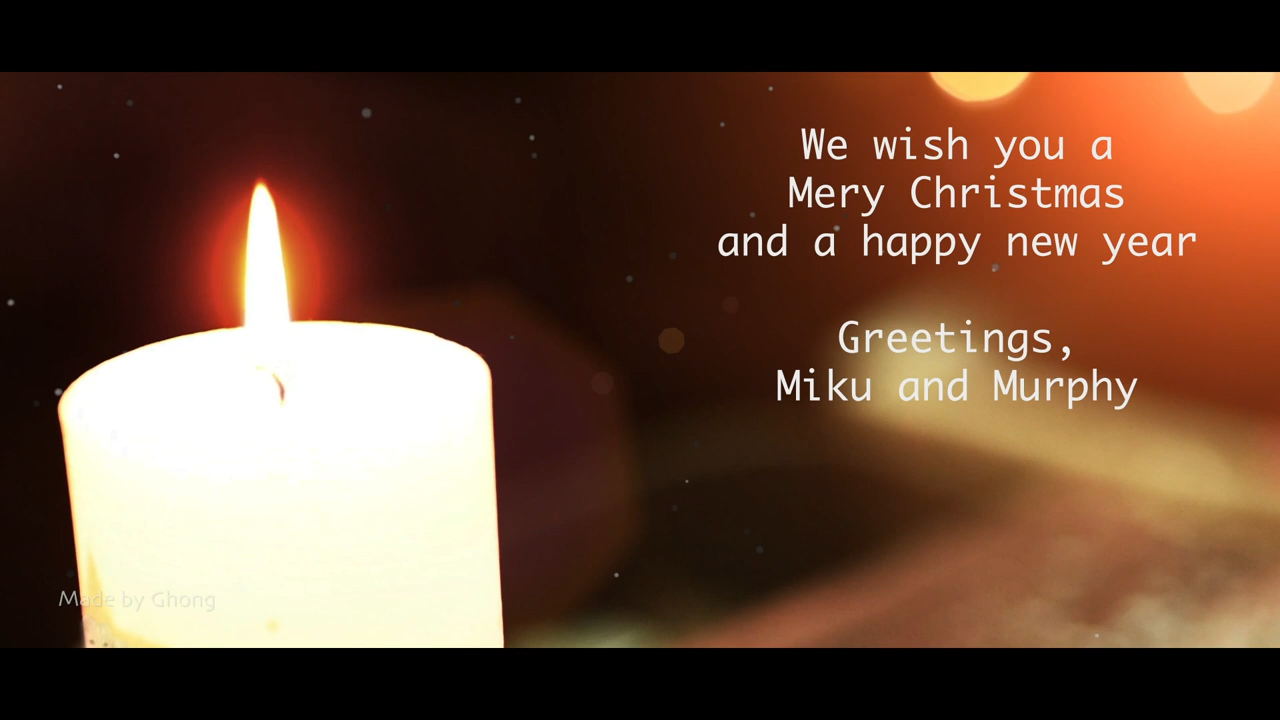 We wish you a
Mery Christmas
and a happy new year
Greetings,
Miku and Murphy
Made by Ghong